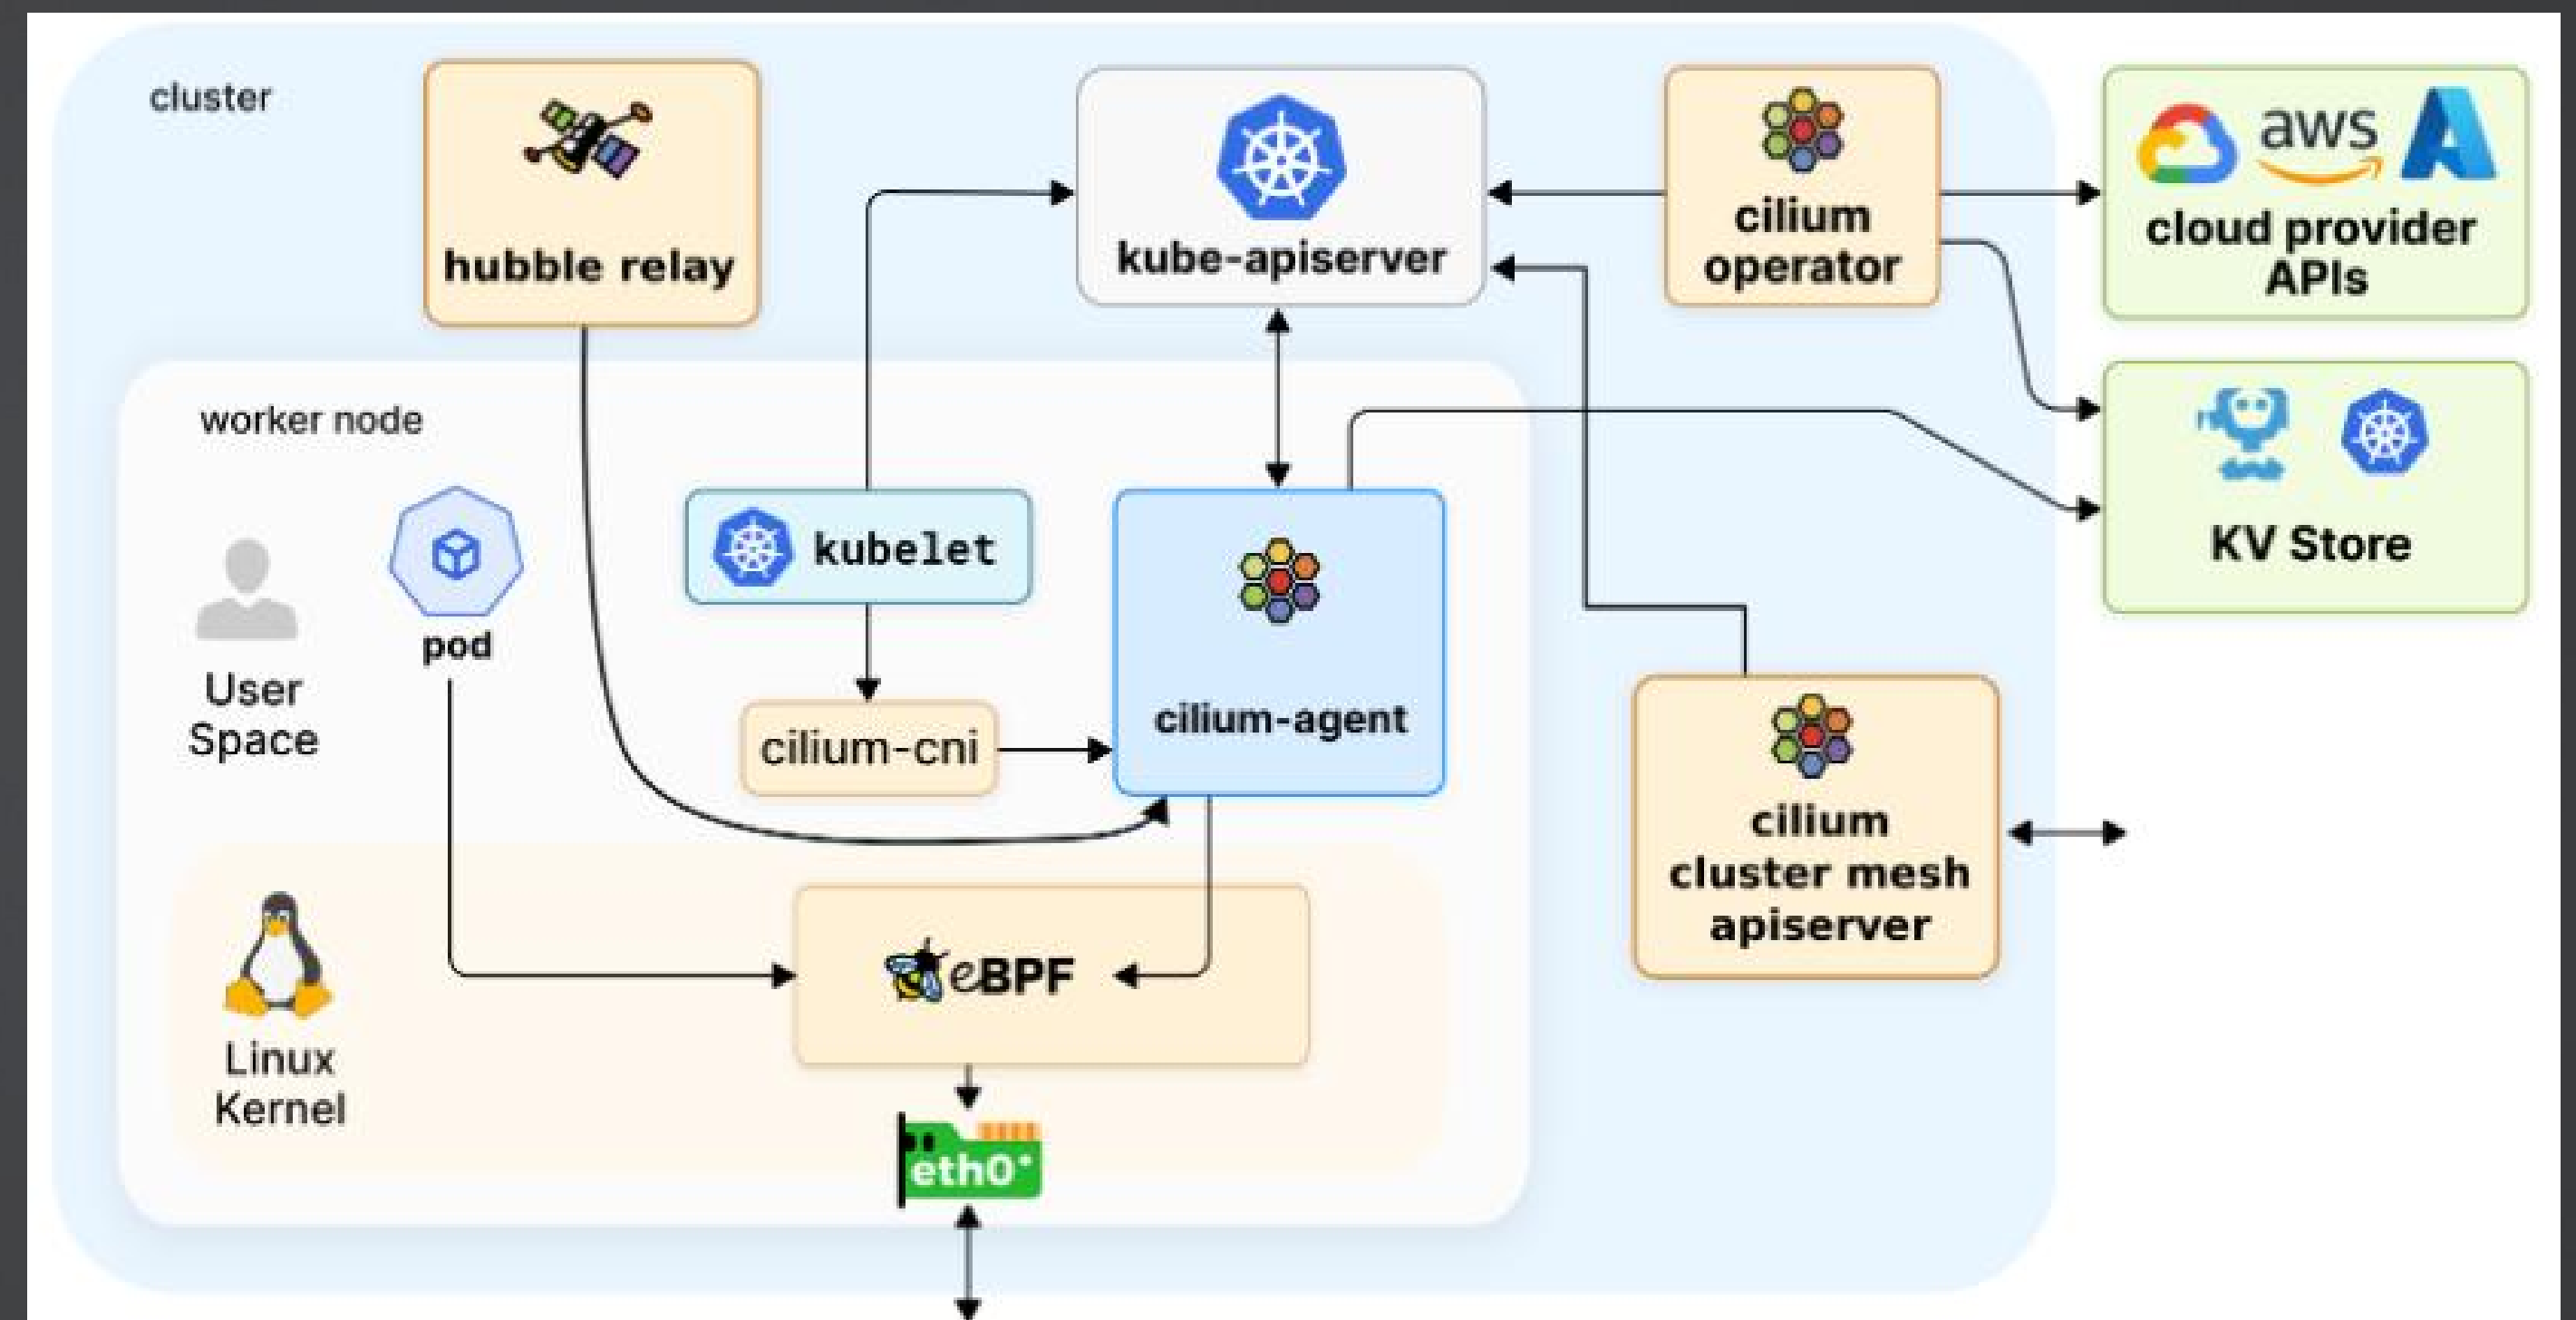 cluster
hubble relay
kube-apiserver
cilium
operator
aws
cloud provider
APIs
worker node
KV Store
kubelet
pod
User
Space
cilium-cni
cilium-agent
cilium
cluster mesh
apiserver
eBPF
Linux
Kernel
eth0*